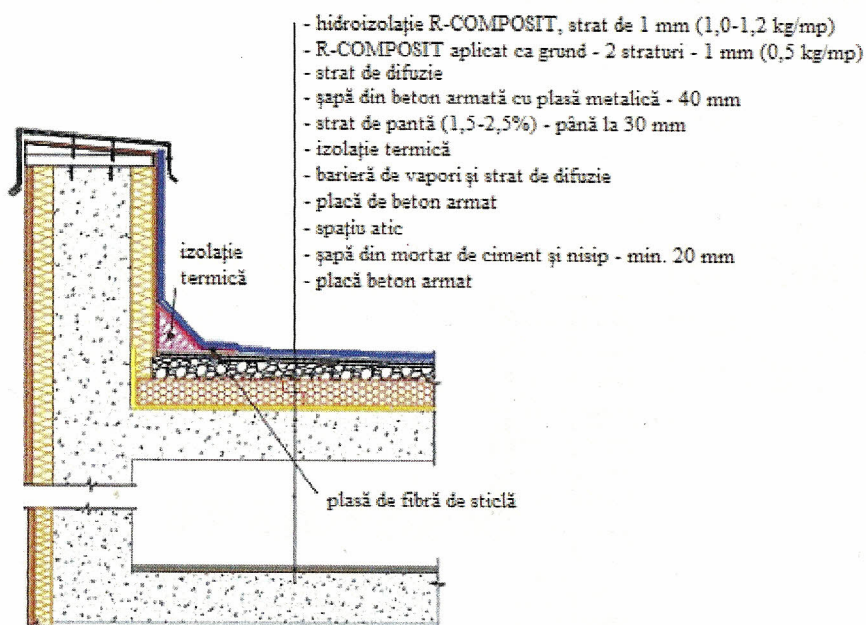 - hidroizolație R-COMPOSIT, strat de 1 mm (1,0-1,2 kg/mp)
- R-COMPOSIT aplicat ca grund - 2 straturi - 1 mm (0,5 kg/mp)
- strat de difuzie
- șapă din beton armată cu plasă metalică - 40 mm
- strat de pantă (1,5-2,5%) - până la 30 mm
- izolație termică
- barieră de vapori și strat de difuzie
- placă de beton armat
- spațiu atic
- șapă din mortar de ciment și nisip - min. 20 mm
- placă beton armat
izolație
termică
plasă de fibră de sticlă